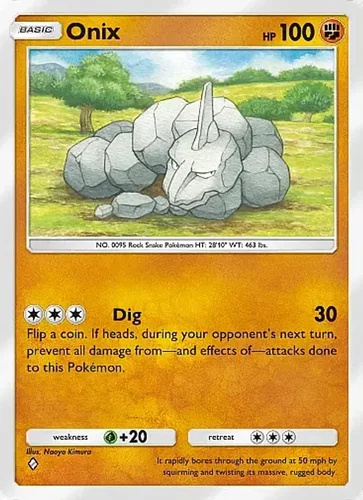 BASIC Onix HP 100
NO. 0095 Rock Snake Pokémon HT: 28'10" WT: 463 lbs.
Dig 30
Flip a coin. If heads, during your opponent's next turn,
prevent all damage from—and effects of—attacks done
to this Pokémon.
weakness +20 retreat
Illus. Naoyo Kimura
It rapidly bores through the ground at 50 mph by
squirming and twisting its massive, rugged body.